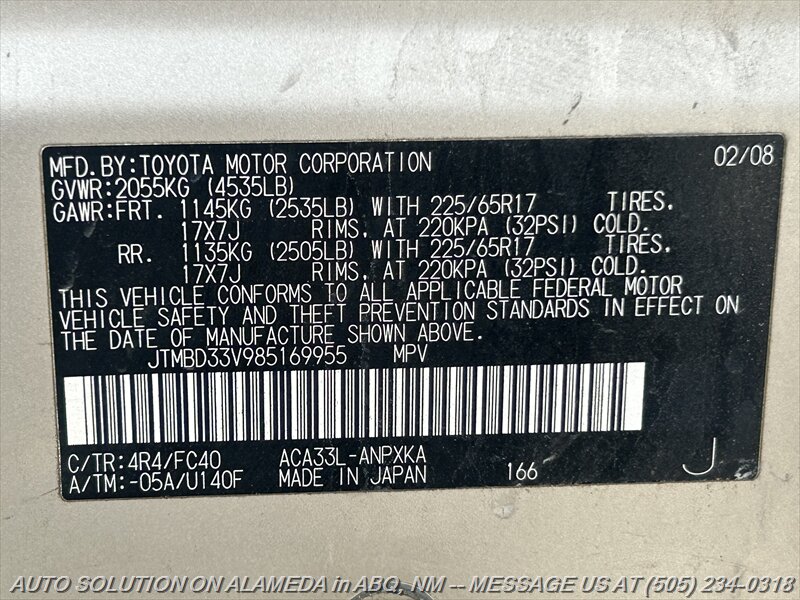 MFD.BY:TOYOTA MOTOR CORPORATION 02/08
GVWR:2055KG (4535LB)
GAWR:FRT. 1145KG (2535LB) WITH 225/65R17 TIRES.
17X7J RIMS, AT 220KPA (32PSI) COLD.
RR. 1135KG (2505LB) WITH 225/65R17 TIRES.
17X7J RIMS, AT 220KPA (32PSI) COLD.
THIS VEHICLE CONFORMS TO ALL APPLICABLE FEDERAL MOTOR
VEHICLE SAFETY AND THEFT PREVENTION STANDARDS IN EFFECT ON
THE DATE OF MANUFACTURE SHOWN ABOVE.
JTMBD33V985169955 MPV
C/TR:4R4/FC40 ACA33L-ANPXKA
A/TM:-05A/U140F MADE IN JAPAN 166 J
AUTO SOLUTION ON ALAMEDA in ABQ, NM -- MESSAGE US AT (505) 234-0318